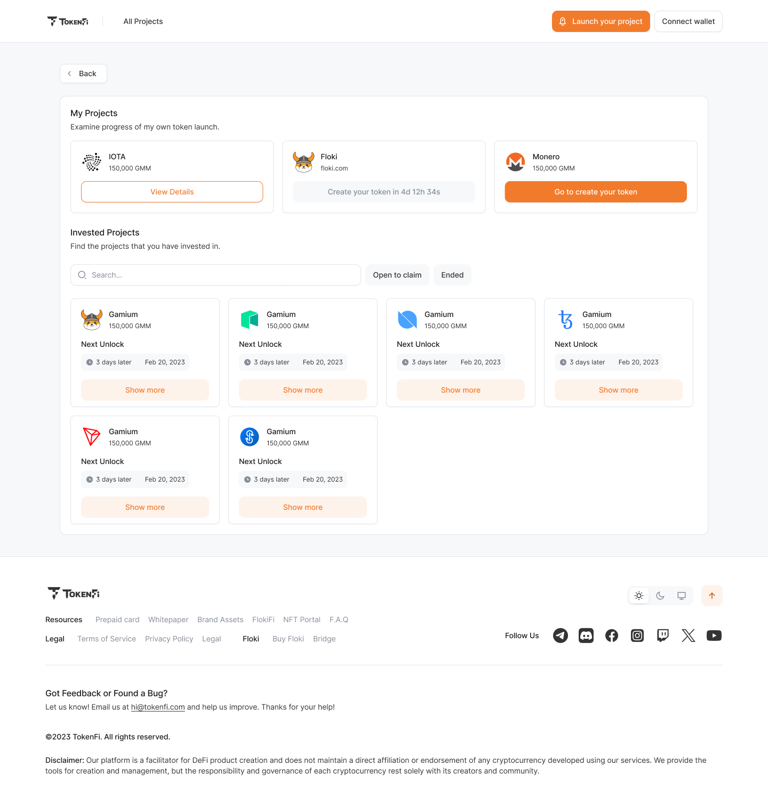 TOKENFI All Projects Launch your project Connect wallet
Back
My Projects
Examine progress of my own token launch.
IOTA
150,000 GMM
View Details
Floki
floki.com
Create your token in 4d 12h 34s
Monero
150,000 GMM
Go to create your token
Invested Projects
Find the projects that you have invested in.
Search... Open to claim Ended
Gamium
150,000 GMM
Next Unlock
3 days later Feb 20, 2023
Show more
Gamium
150,000 GMM
Next Unlock
3 days later Feb 20, 2023
Show more
Gamium
150,000 GMM
Next Unlock
3 days later Feb 20, 2023
Show more
Gamium
150,000 GMM
Next Unlock
3 days later Feb 20, 2023
Show more
Gamium
150,000 GMM
Next Unlock
3 days later Feb 20, 2023
Show more
Gamium
150,000 GMM
Next Unlock
3 days later Feb 20, 2023
Show more
TOKENFI
Resources Prepaid card Whitepaper Brand Assets FlokiFi NFT Portal F.A.Q
Legal Terms of Service Privacy Policy Legal Floki Buy Floki Bridge
Follow Us
Got Feedback or Found a Bug?
Let us know! Email us at hi@tokenfi.com and help us improve. Thanks for your help!
©2023 TokenFi. All rights reserved.
Disclaimer: Our platform is a facilitator for DeFi product creation and does not maintain a direct affiliation or endorsement of any cryptocurrency developed using our services. We provide the
tools for creation and management, but the responsibility and governance of each cryptocurrency rest solely with its creators and community.